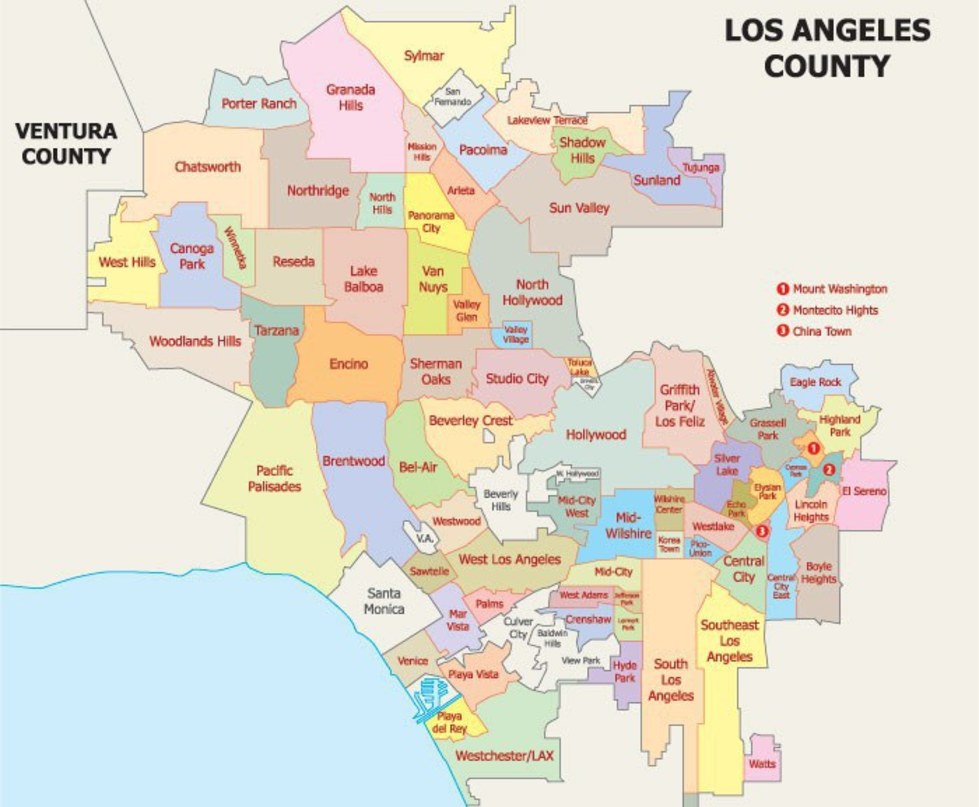 LOS ANGELES
COUNTY
VENTURA
COUNTY
Sylmar
San
Fernando
Granada
Hills
Porter Ranch
Lakeview Terrace
Shadow
Hills
Tujunga
Sunland
Mission
Hills
Pacoima
Chatsworth
Northridge
North
Hills
Arleta
Panorama
City
Sun Valley
West Hills
Canoga
Park
Winnetka
Reseda
Lake
Balboa
Van
Nuys
North
Hollywood
Valley
Glen
Valley
Village
1 Mount Washington
2 Montecito Hights
3 China Town
Woodlands Hills
Tarzana
Encino
Sherman
Oaks
Studio City
Toluca
Lake
Griffith
Park/
Los Feliz
Atwater Village
Eagle Rock
Grassell
Park
Highland
Park
1
2
3
Beverley Crest
Hollywood
Pacific
Palisades
Brentwood
Bel-Air
Silver
Lake
Elysian
Park
Echo
Park
Lincoln
Heights
El Sereno
Beverly
Hills
W. Hollywood
Mid-City
West
Mid-
Wilshire
Wilshire
Center
Westlake
Korea
Town
Pico-
Union
Westwood
V.A.
West Los Angeles
Sawtelle
Central
City
Central
City
East
Boyle
Heights
Mid-City
Santa
Monica
Mar
Vista
Palms
Culver
City
West Adams
Jefferson
Park
Crenshaw
Leimert
Park
Baldwin
Hills
View Park
Hyde
Park
South
Los
Angeles
Southeast
Los
Angeles
Venice
Playa Vista
Playa
del Rey
Westchester/LAX
Watts